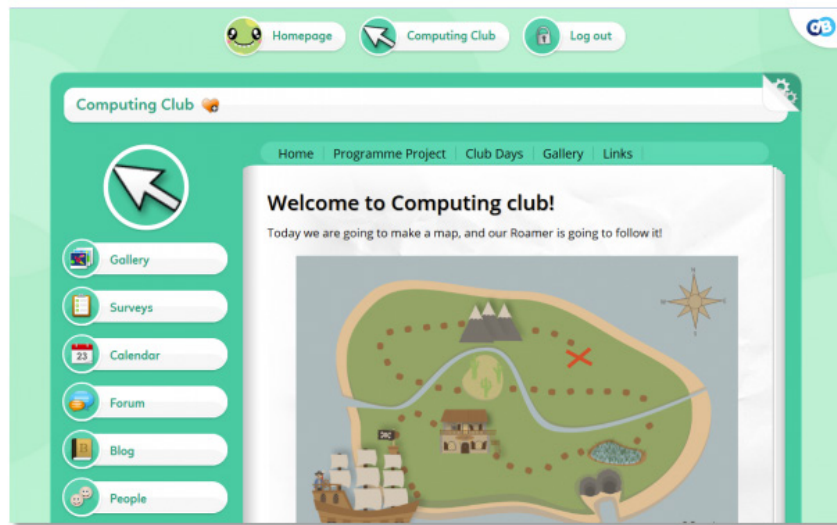 Homepage
Computing Club
Log out
Computing Club
Home Programme Project Club Days Gallery Links
Welcome to Computing club!
Today we are going to make a map, and our Roamer is going to follow it!
Gallery
Surveys
23 Calendar
Forum
B Blog
People
N